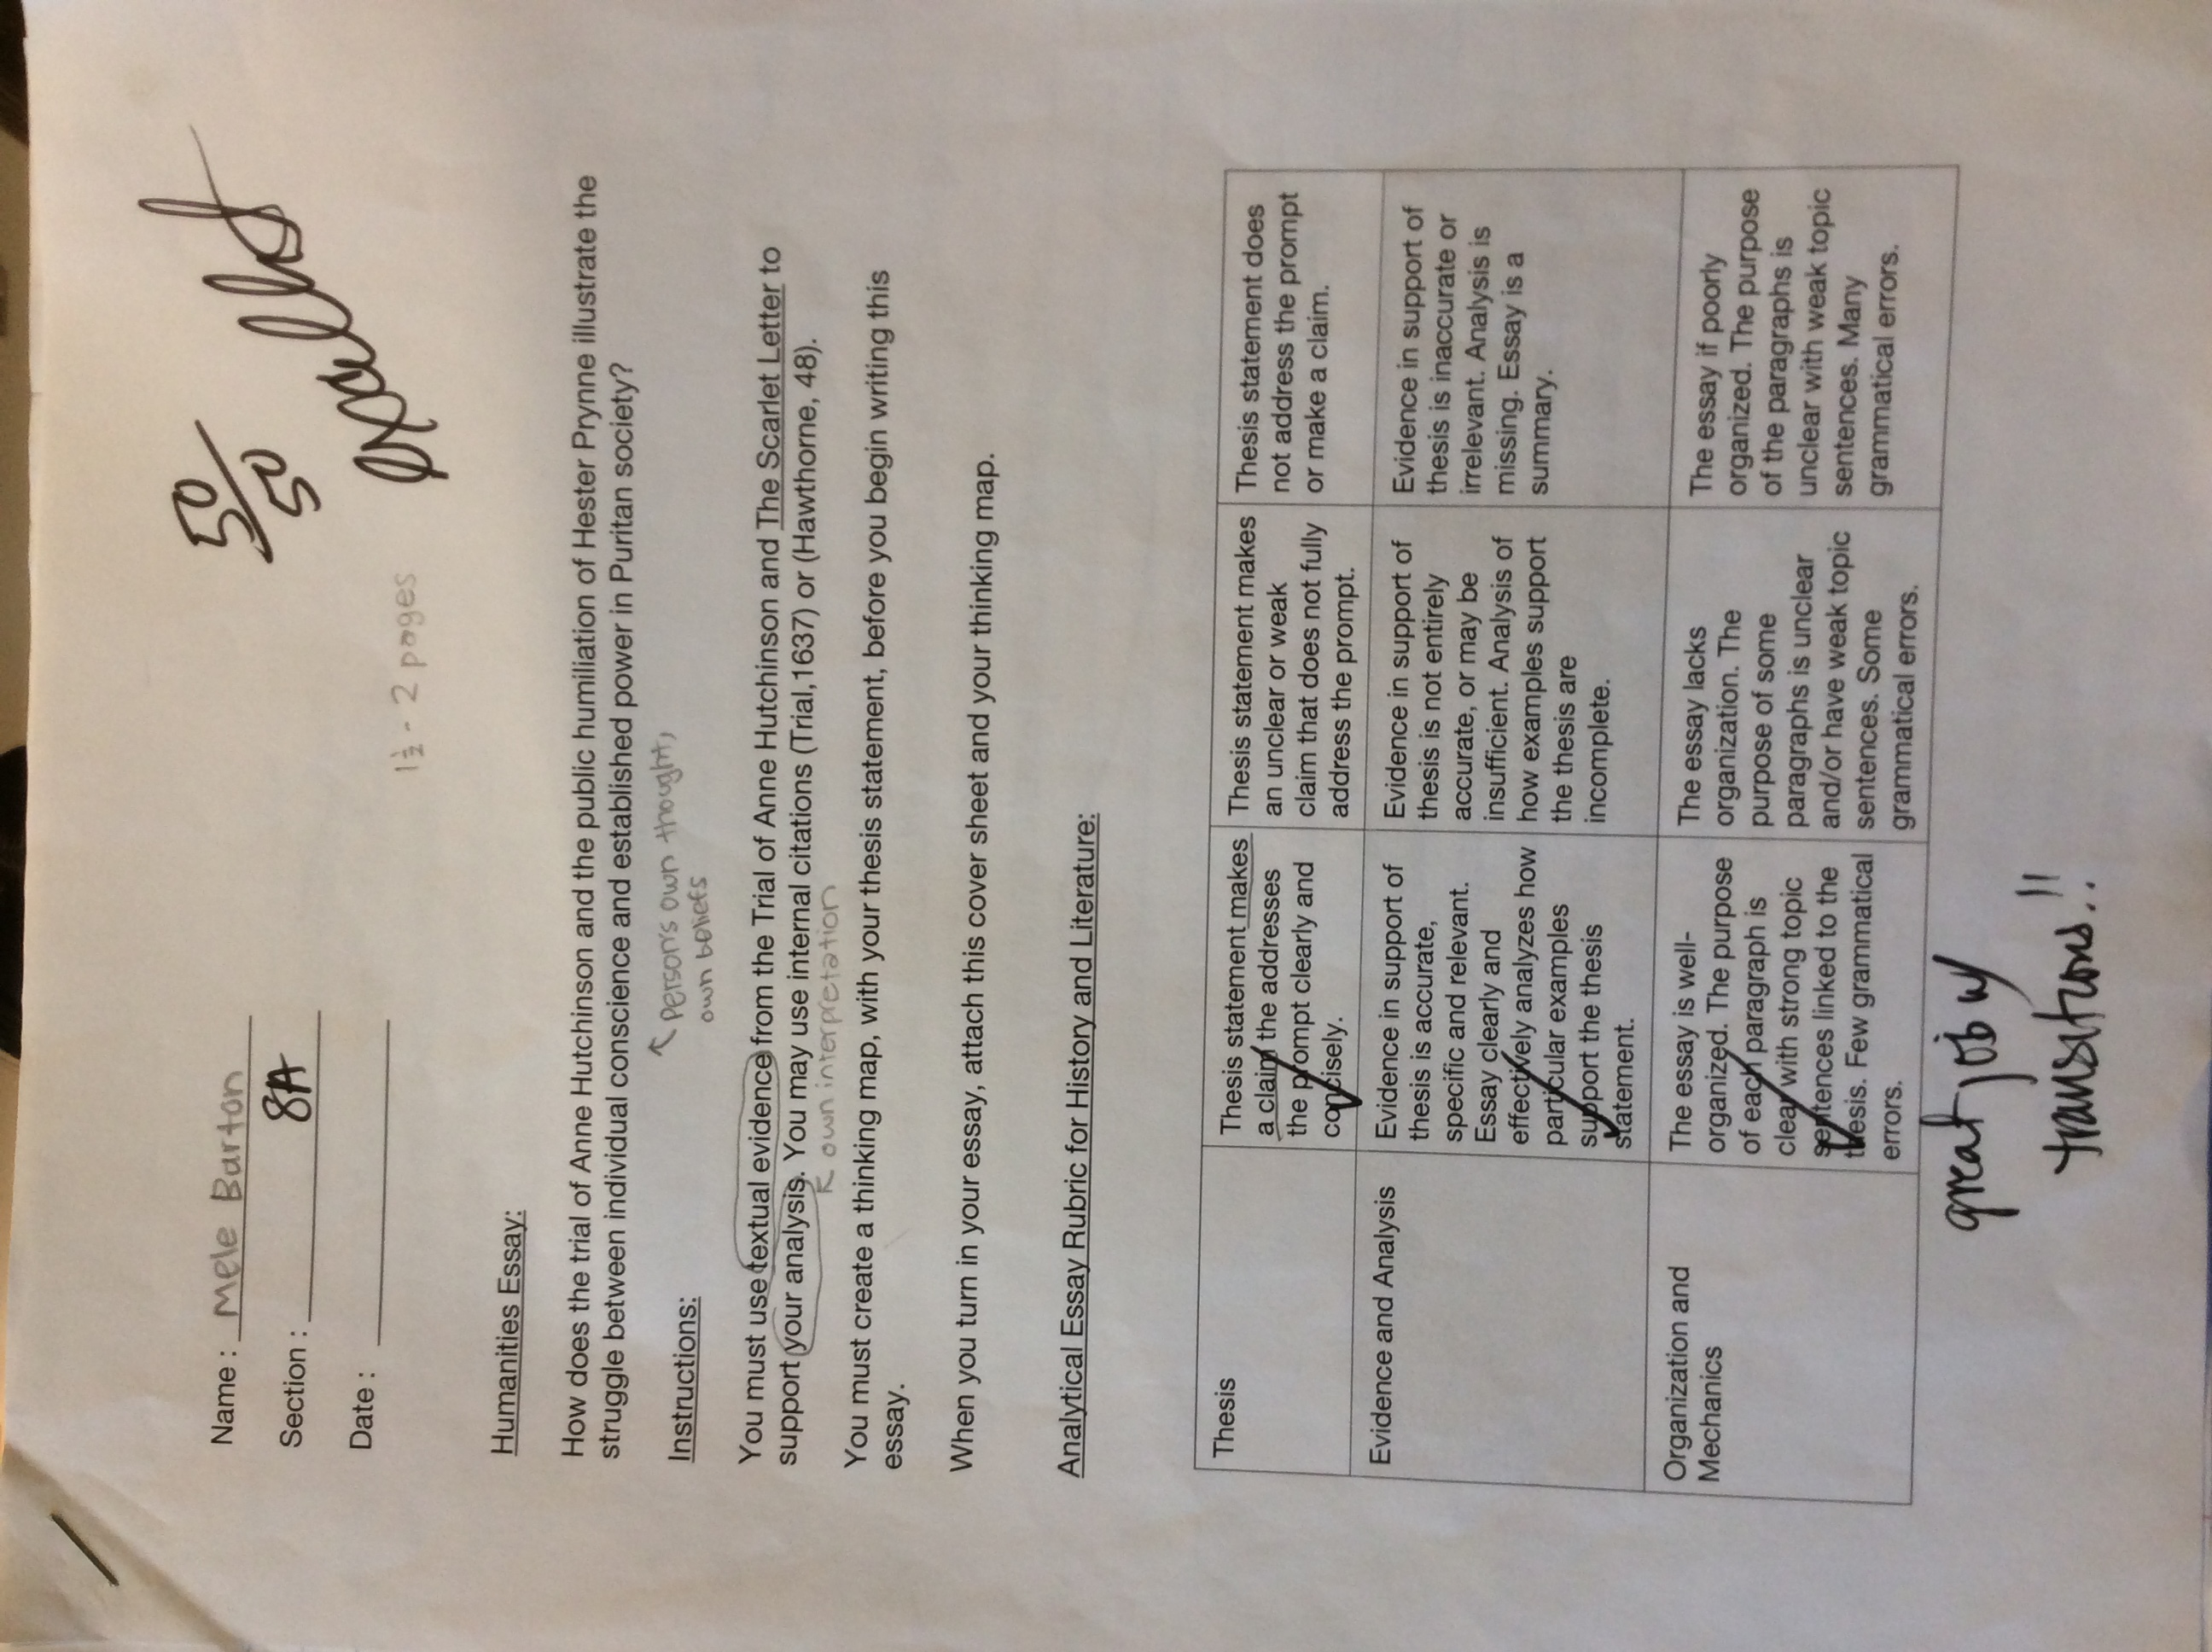 Name : Mele Barton
50/50
Section : 8A
excellent
Date :
1½ - 2 pages
Humanities Essay:
How does the trial of Anne Hutchinson and the public humiliation of Hester Prynne illustrate the
struggle between individual conscience and established power in Puritan society?
↖ person's own thought,
own beliefs
Instructions:
You must use textual evidence from the Trial of Anne Hutchinson and The Scarlet Letter to
support your analysis. You may use internal citations (Trial,1637) or (Hawthorne, 48).
↖ own interpretation
You must create a thinking map, with your thesis statement, before you begin writing this
essay.
When you turn in your essay, attach this cover sheet and your thinking map.
Analytical Essay Rubric for History and Literature:
Thesis
Thesis statement makes
a claim the addresses
the prompt clearly and
concisely.
Thesis statement makes
an unclear or weak
claim that does not fully
address the prompt.
Thesis statement does
not address the prompt
or make a claim.
Evidence and Analysis
Evidence in support of
thesis is accurate,
specific and relevant.
Essay clearly and
effectively analyzes how
particular examples
support the thesis
statement.
Evidence in support of
thesis is not entirely
accurate, or may be
insufficient. Analysis of
how examples support
the thesis are
incomplete.
Evidence in support of
thesis is inaccurate or
irrelevant. Analysis is
missing. Essay is a
summary.
Organization and
Mechanics
The essay is well-
organized. The purpose
of each paragraph is
clear with strong topic
sentences linked to the
thesis. Few grammatical
errors.
The essay lacks
organization. The
purpose of some
paragraphs is unclear
and/or have weak topic
sentences. Some
grammatical errors.
The essay if poorly
organized. The purpose
of the paragraphs is
unclear with weak topic
sentences. Many
grammatical errors.
great job w/
transitions!!